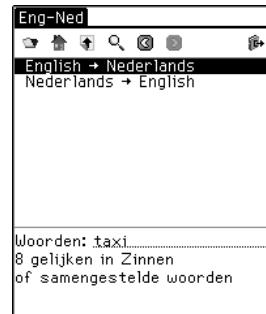 Eng-Ned
English → Nederlands
Nederlands → English
Woorden: taxi
8 gelijken in Zinnen
of samengestelde woorden